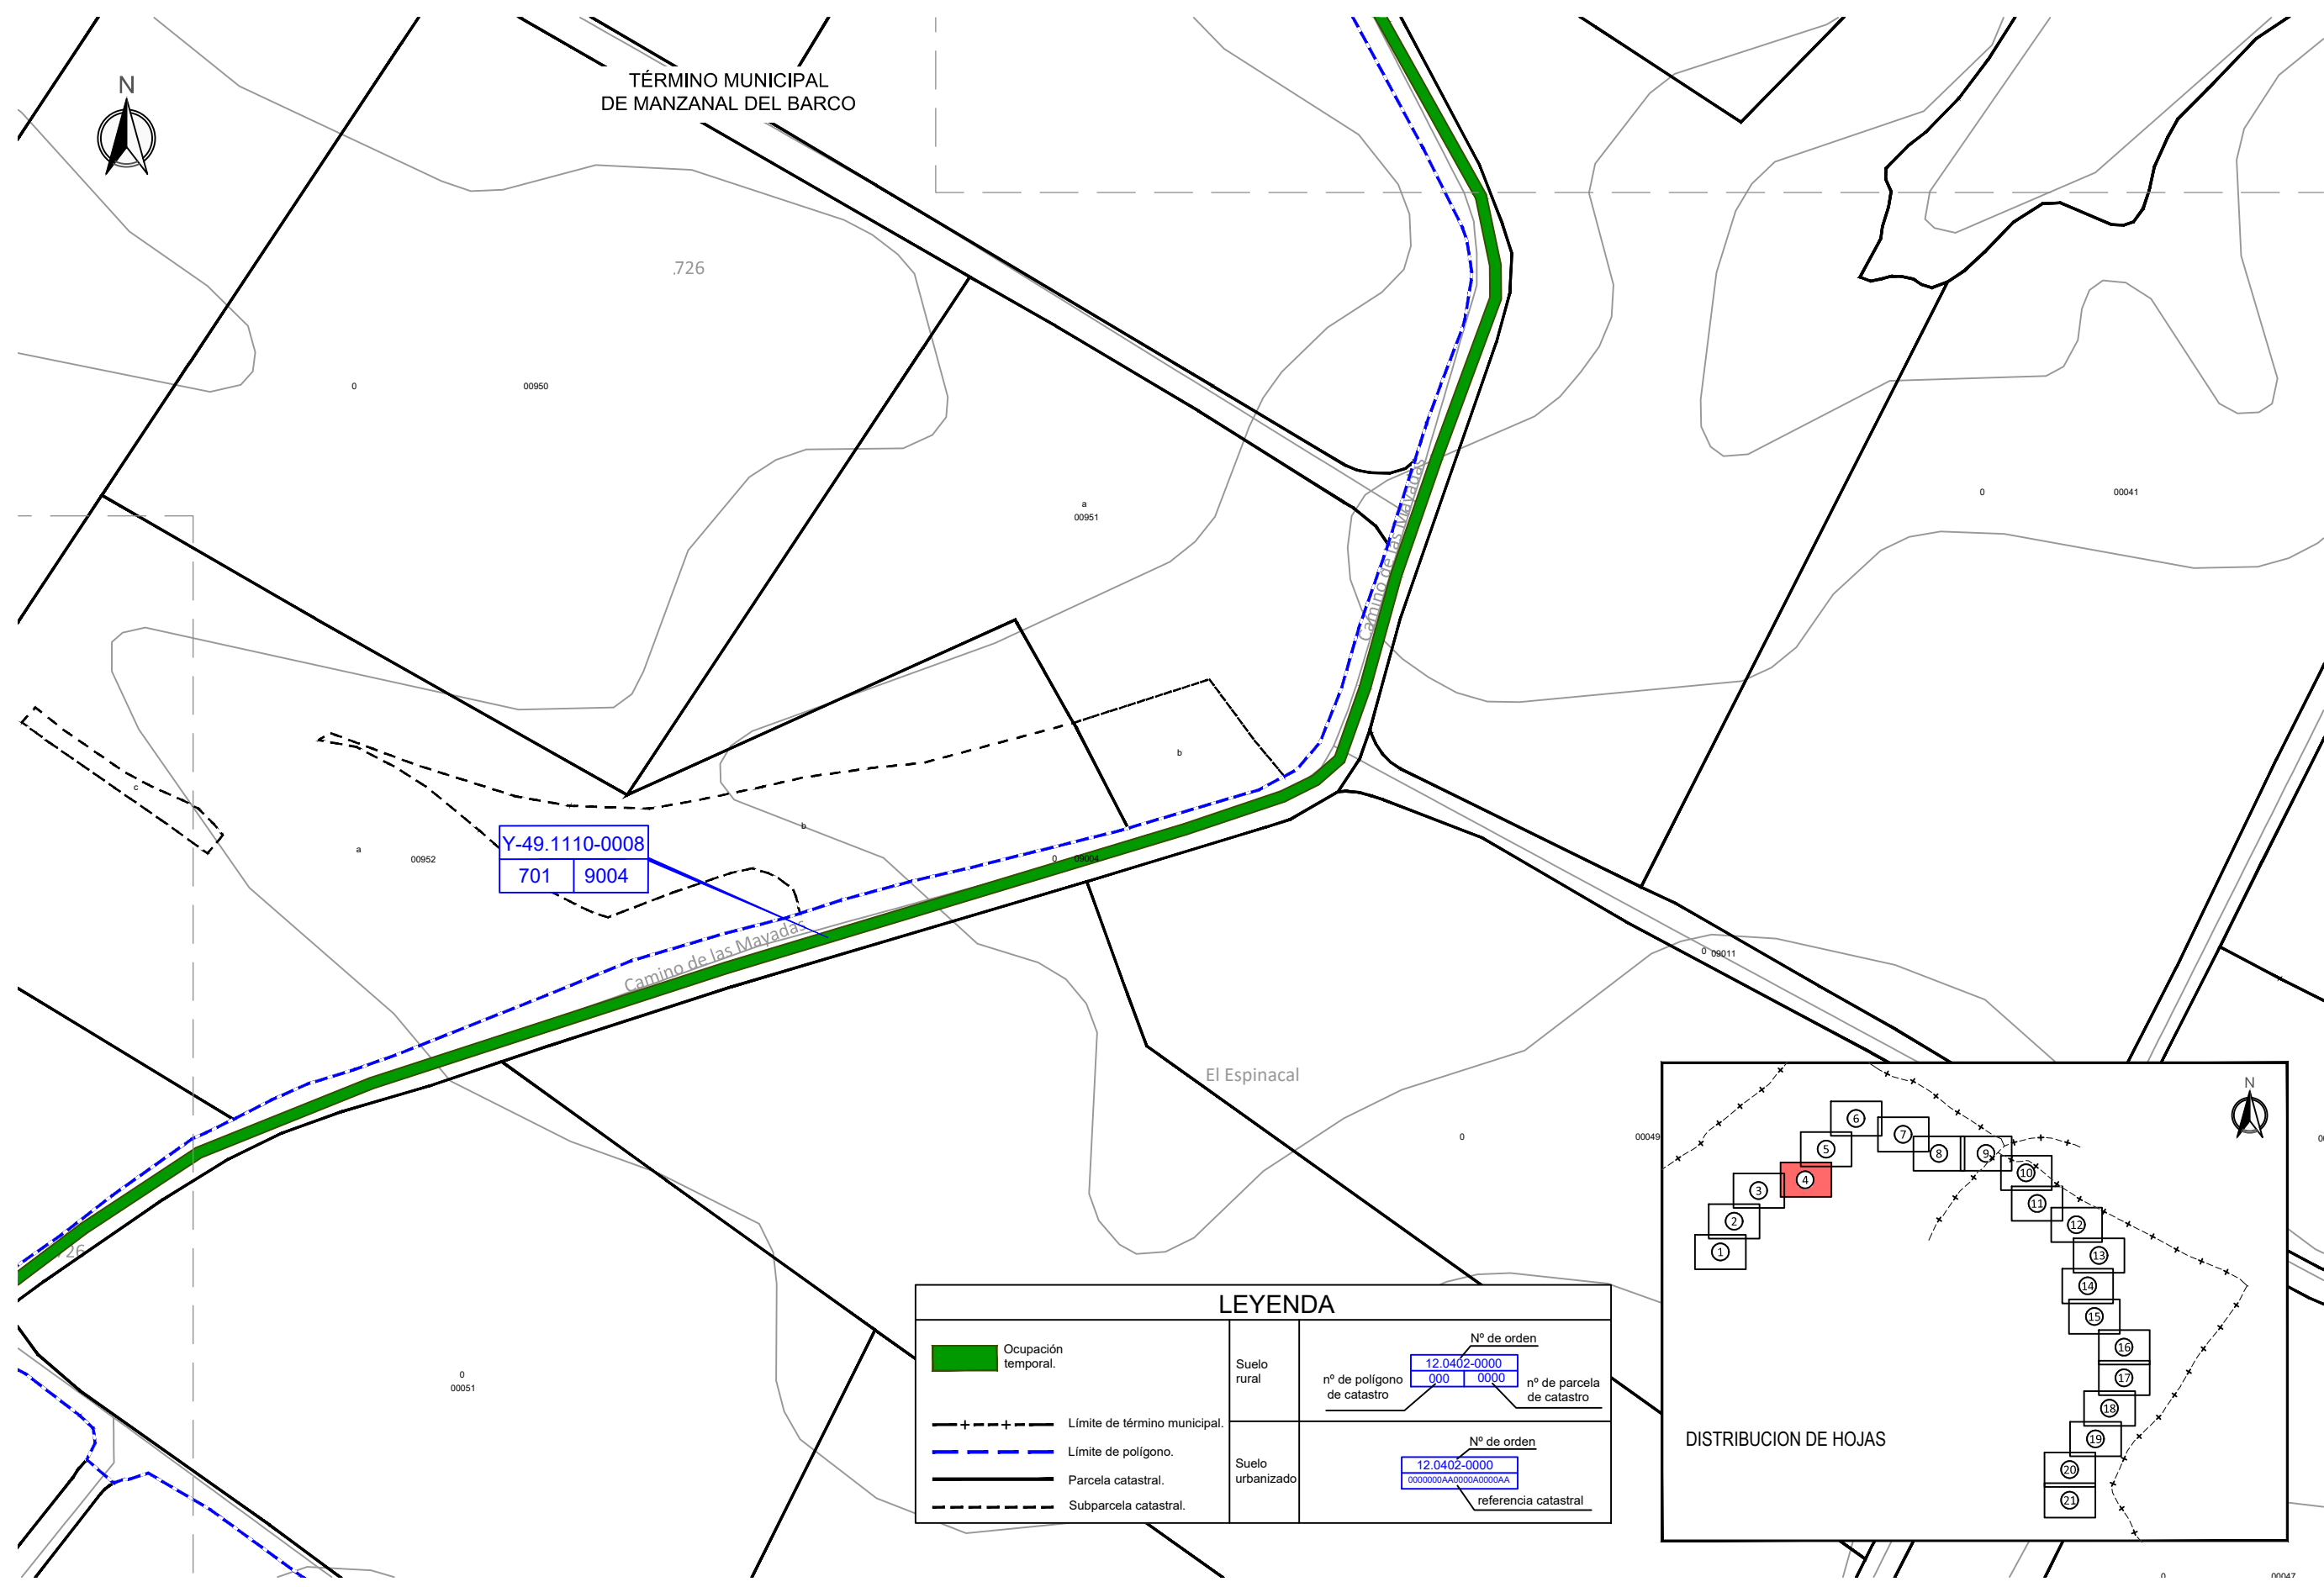 N
TÉRMINO MUNICIPAL
DE MANZANAL DEL BARCO
.726
0
00950
a
00951
0
00041
Camino de las Mayadas
b
c
b
a
00952
Y-49.1110-0008
701
9004
0
09004
Camino de las Mayadas
0
09011
El Espinacal
0
00049
0
00051
LEYENDA
Ocupación
temporal.
Límite de término municipal.
Límite de polígono.
Parcela catastral.
Subparcela catastral.
Suelo
rural
Nº de orden
12.0402-0000
000
0000
nº de polígono
de catastro
nº de parcela
de catastro
Suelo
urbanizado
Nº de orden
12.0402-0000
0000000AA0000A0000AA
referencia catastral
N
6
7
5
8
9
4
10
3
11
2
12
1
13
14
15
16
17
18
DISTRIBUCION DE HOJAS
19
20
21
0
00047